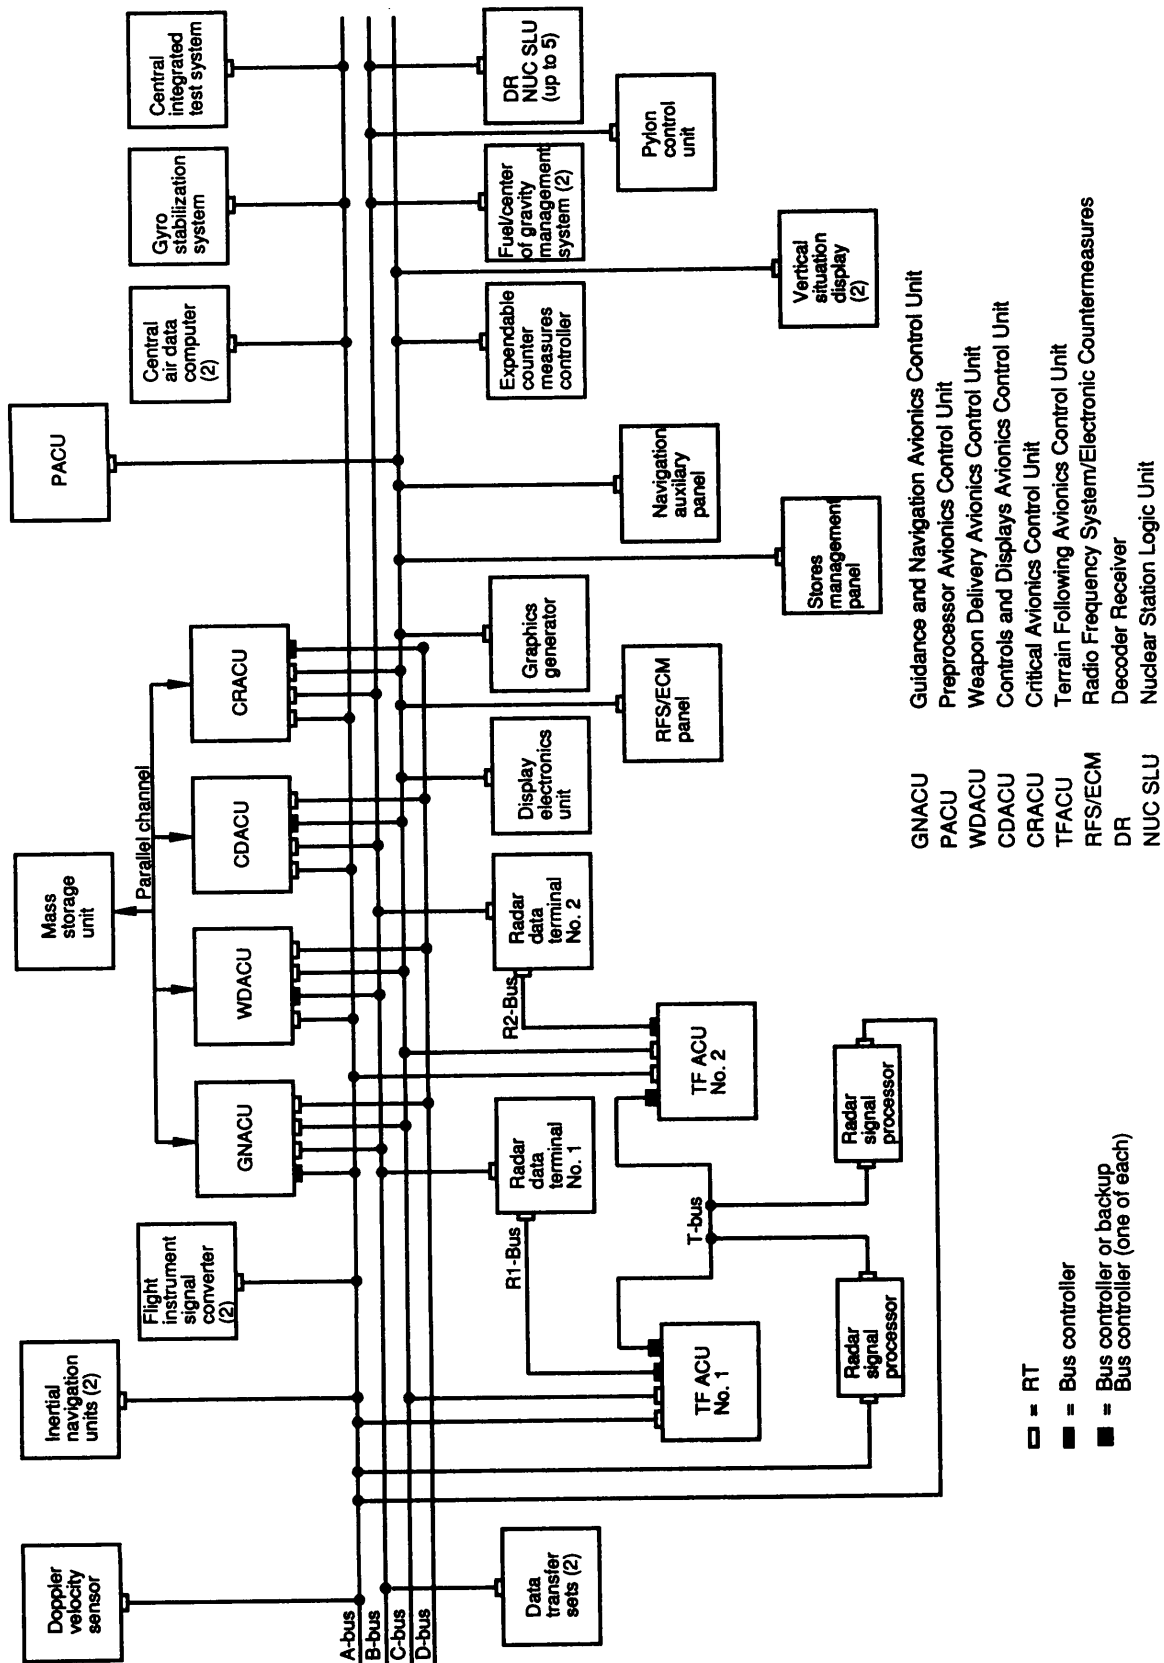 Doppler
velocity
sensor
Inertial
navigation
units (2)
Flight
instrument
signal
converter
(2)
Mass
storage
unit
Parallel channel
GNACU
WDACU
CDACU
CRACU
PACU
Central
air data
computer
(2)
Gyro
stabilization
system
Central
integrated
test system
A-bus
B-bus
C-bus
D-bus
Data
transfer
sets (2)
R1-Bus
Radar
data
terminal
No. 1
R2-Bus
Radar
data
terminal
No. 2
Display
electronics
unit
Graphics
generator
Expendable
counter
measures
controller
Fuel/center
of gravity
management
system (2)
DR
NUC SLU
(up to 5)
RFS/ECM
panel
Navigation
auxilary
panel
Pylon
control
unit
TF ACU
No. 1
T-bus
TF ACU
No. 2
Stores
management
panel
Vertical
situation
display
(2)
Radar
signal
processor
Radar
signal
processor
= RT
= Bus controller
= Bus controller or backup
Bus controller (one of each)
GNACU Guidance and Navigation Avionics Control Unit
PACU Preprocessor Avionics Control Unit
WDACU Weapon Delivery Avionics Control Unit
CDACU Controls and Displays Avionics Control Unit
CRACU Critical Avionics Control Unit
TFACU Terrain Following Avionics Control Unit
RFS/ECM Radio Frequency System/Electronic Countermeasures
DR Decoder Receiver
NUC SLU Nuclear Station Logic Unit